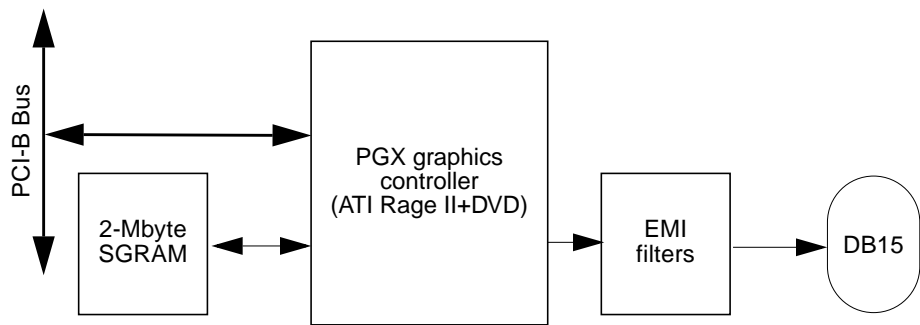 PCI-B Bus
2-Mbyte
SGRAM
PGX graphics
controller
(ATI Rage II+DVD)
EMI
filters
DB15